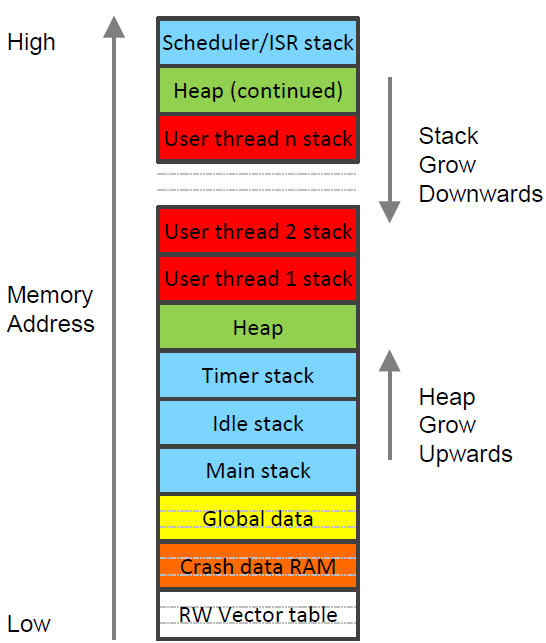 High
Scheduler/ISR stack
Heap (continued)
User thread n stack
Stack
Grow
Downwards
User thread 2 stack
User thread 1 stack
Memory
Address
Heap
Timer stack
Idle stack
Main stack
Heap
Grow
Upwards
Global data
Crash data RAM
RW Vector table
Low